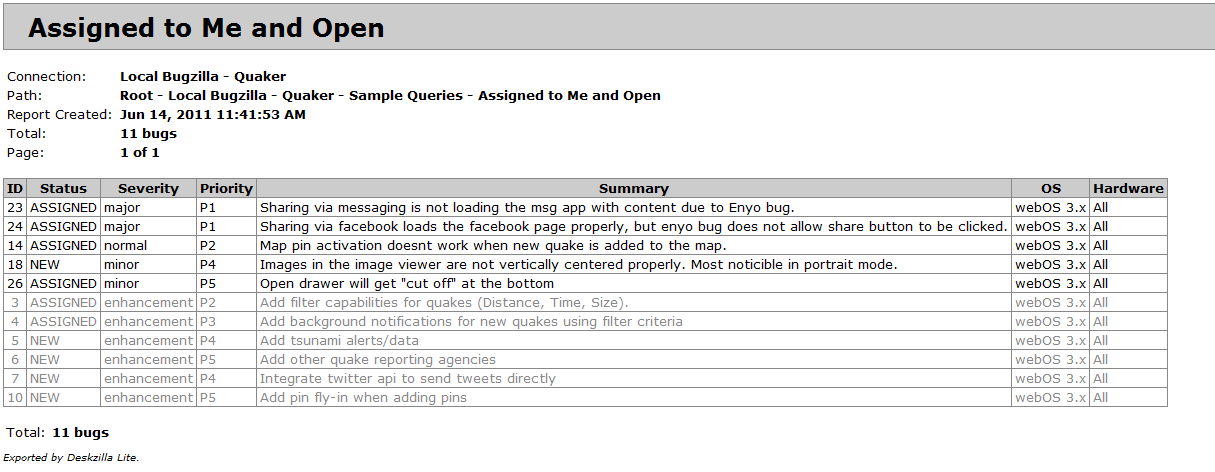 Assigned to Me and Open
Connection: Local Bugzilla - Quaker
Path: Root - Local Bugzilla - Quaker - Sample Queries - Assigned to Me and Open
Report Created: Jun 14, 2011 11:41:53 AM
Total: 11 bugs
Page: 1 of 1
ID Status Severity Priority Summary OS Hardware
23 ASSIGNED major P1 Sharing via messaging is not loading the msg app with content due to Enyo bug. webOS 3.x All
24 ASSIGNED major P1 Sharing via facebook loads the facebook page properly, but enyo bug does not allow share button to be clicked. webOS 3.x All
14 ASSIGNED normal P2 Map pin activation doesnt work when new quake is added to the map. webOS 3.x All
18 NEW minor P4 Images in the image viewer are not vertically centered properly. Most noticible in portrait mode. webOS 3.x All
26 ASSIGNED minor P5 Open drawer will get "cut off" at the bottom webOS 3.x All
3 ASSIGNED enhancement P2 Add filter capabilities for quakes (Distance, Time, Size). webOS 3.x All
4 ASSIGNED enhancement P3 Add background notifications for new quakes using filter criteria webOS 3.x All
5 NEW enhancement P4 Add tsunami alerts/data webOS 3.x All
6 NEW enhancement P5 Add other quake reporting agencies webOS 3.x All
7 NEW enhancement P4 Integrate twitter api to send tweets directly webOS 3.x All
10 NEW enhancement P5 Add pin fly-in when adding pins webOS 3.x All
Total: 11 bugs
Exported by Deskzilla Lite.